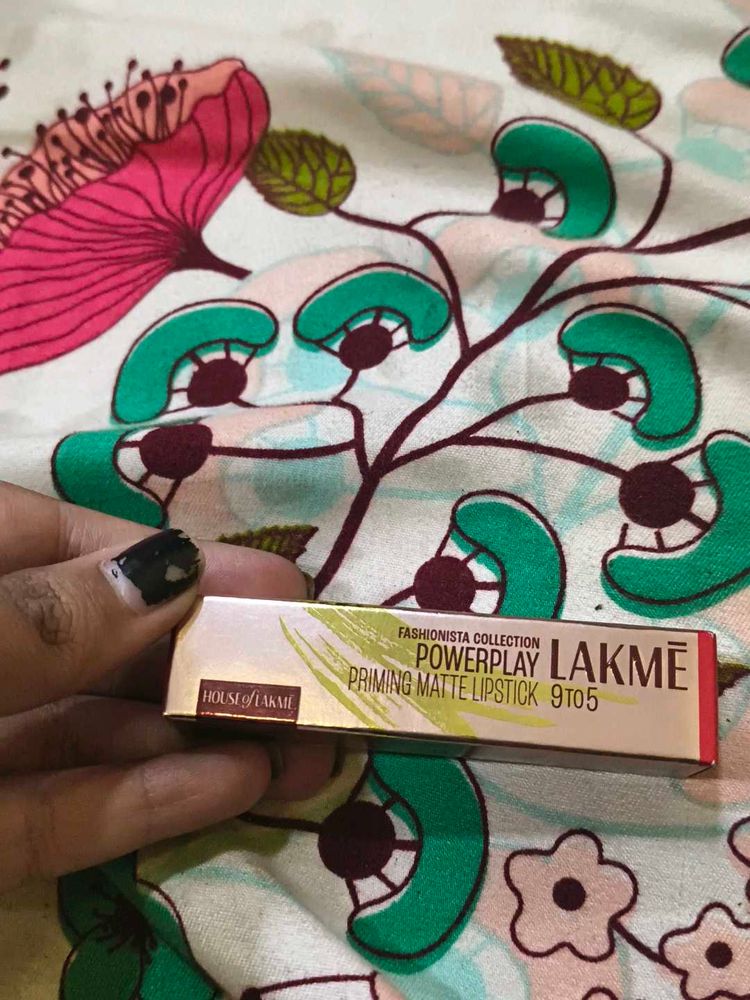 FASHIONISTA COLLECTION
POWERPLAY
PRIMING MATTE LIPSTICK
LAKMĒ
9TO5
HOUSE of LAKMĒ